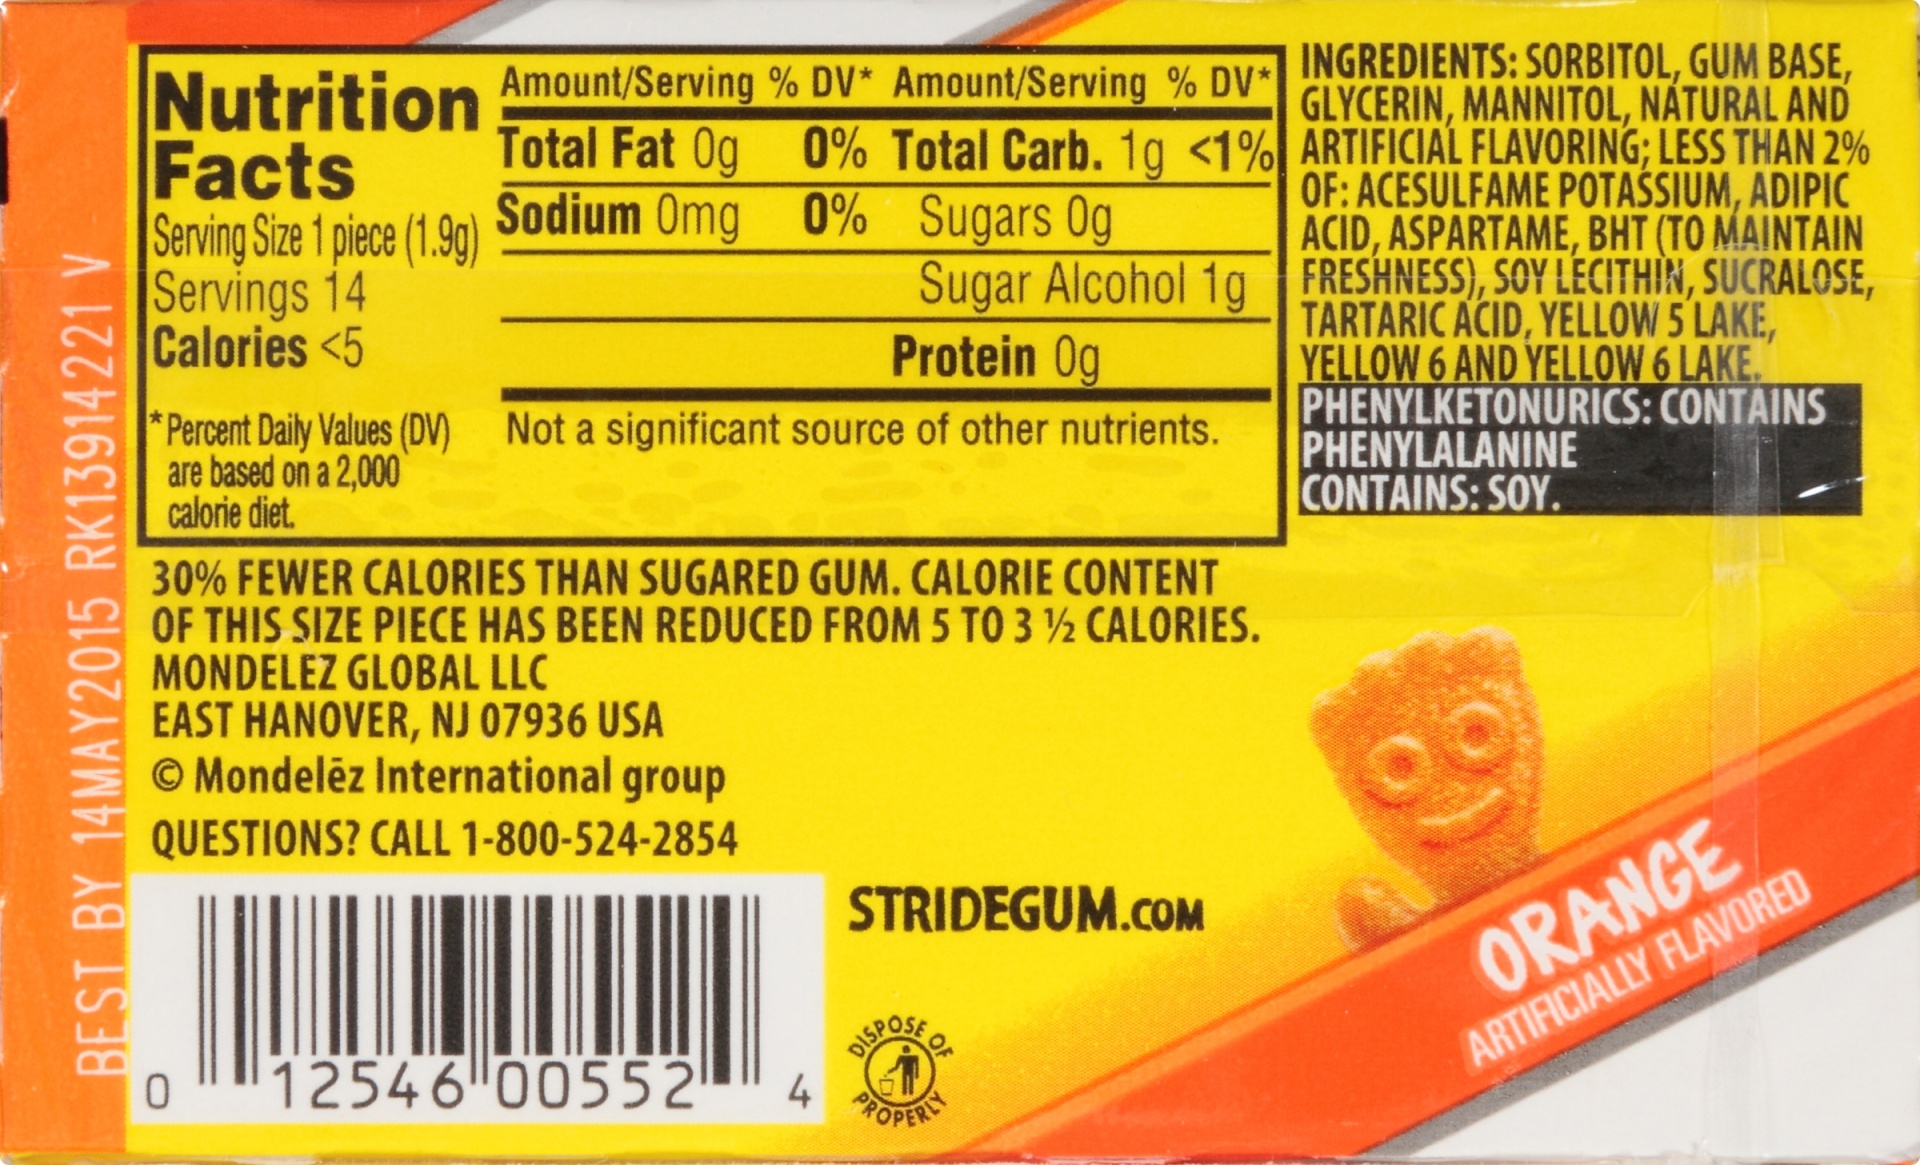 Nutrition
Facts
Serving Size 1 piece (1.9g)
Servings 14
Calories <5
*Percent Daily Values (DV)
are based on a 2,000
calorie diet.
Amount/Serving % DV* Amount/Serving % DV*
Total Fat 0g 0% Total Carb. 1g <1%
Sodium 0mg 0% Sugars 0g
Sugar Alcohol 1g
Protein 0g
Not a significant source of other nutrients.
INGREDIENTS: SORBITOL, GUM BASE,
GLYCERIN, MANNITOL, NATURAL AND
ARTIFICIAL FLAVORING; LESS THAN 2%
OF: ACESULFAME POTASSIUM, ADIPIC
ACID, ASPARTAME, BHT (TO MAINTAIN
FRESHNESS), SOY LECITHIN, SUCRALOSE,
TARTARIC ACID, YELLOW 5 LAKE,
YELLOW 6 AND YELLOW 6 LAKE.
PHENYLKETONURICS: CONTAINS
PHENYLALANINE
CONTAINS: SOY.
30% FEWER CALORIES THAN SUGARED GUM. CALORIE CONTENT
OF THIS SIZE PIECE HAS BEEN REDUCED FROM 5 TO 3 ½ CALORIES.
MONDELĒZ GLOBAL LLC
EAST HANOVER, NJ 07936 USA
© Mondelēz International group
QUESTIONS? CALL 1-800-524-2854
STRIDEGUM.COM
DISPOSE OF
PROPERLY
0 12546 00552 4
ORANGE
ARTIFICIALLY FLAVORED
BEST BY 14MAY2015 RK13914221 V